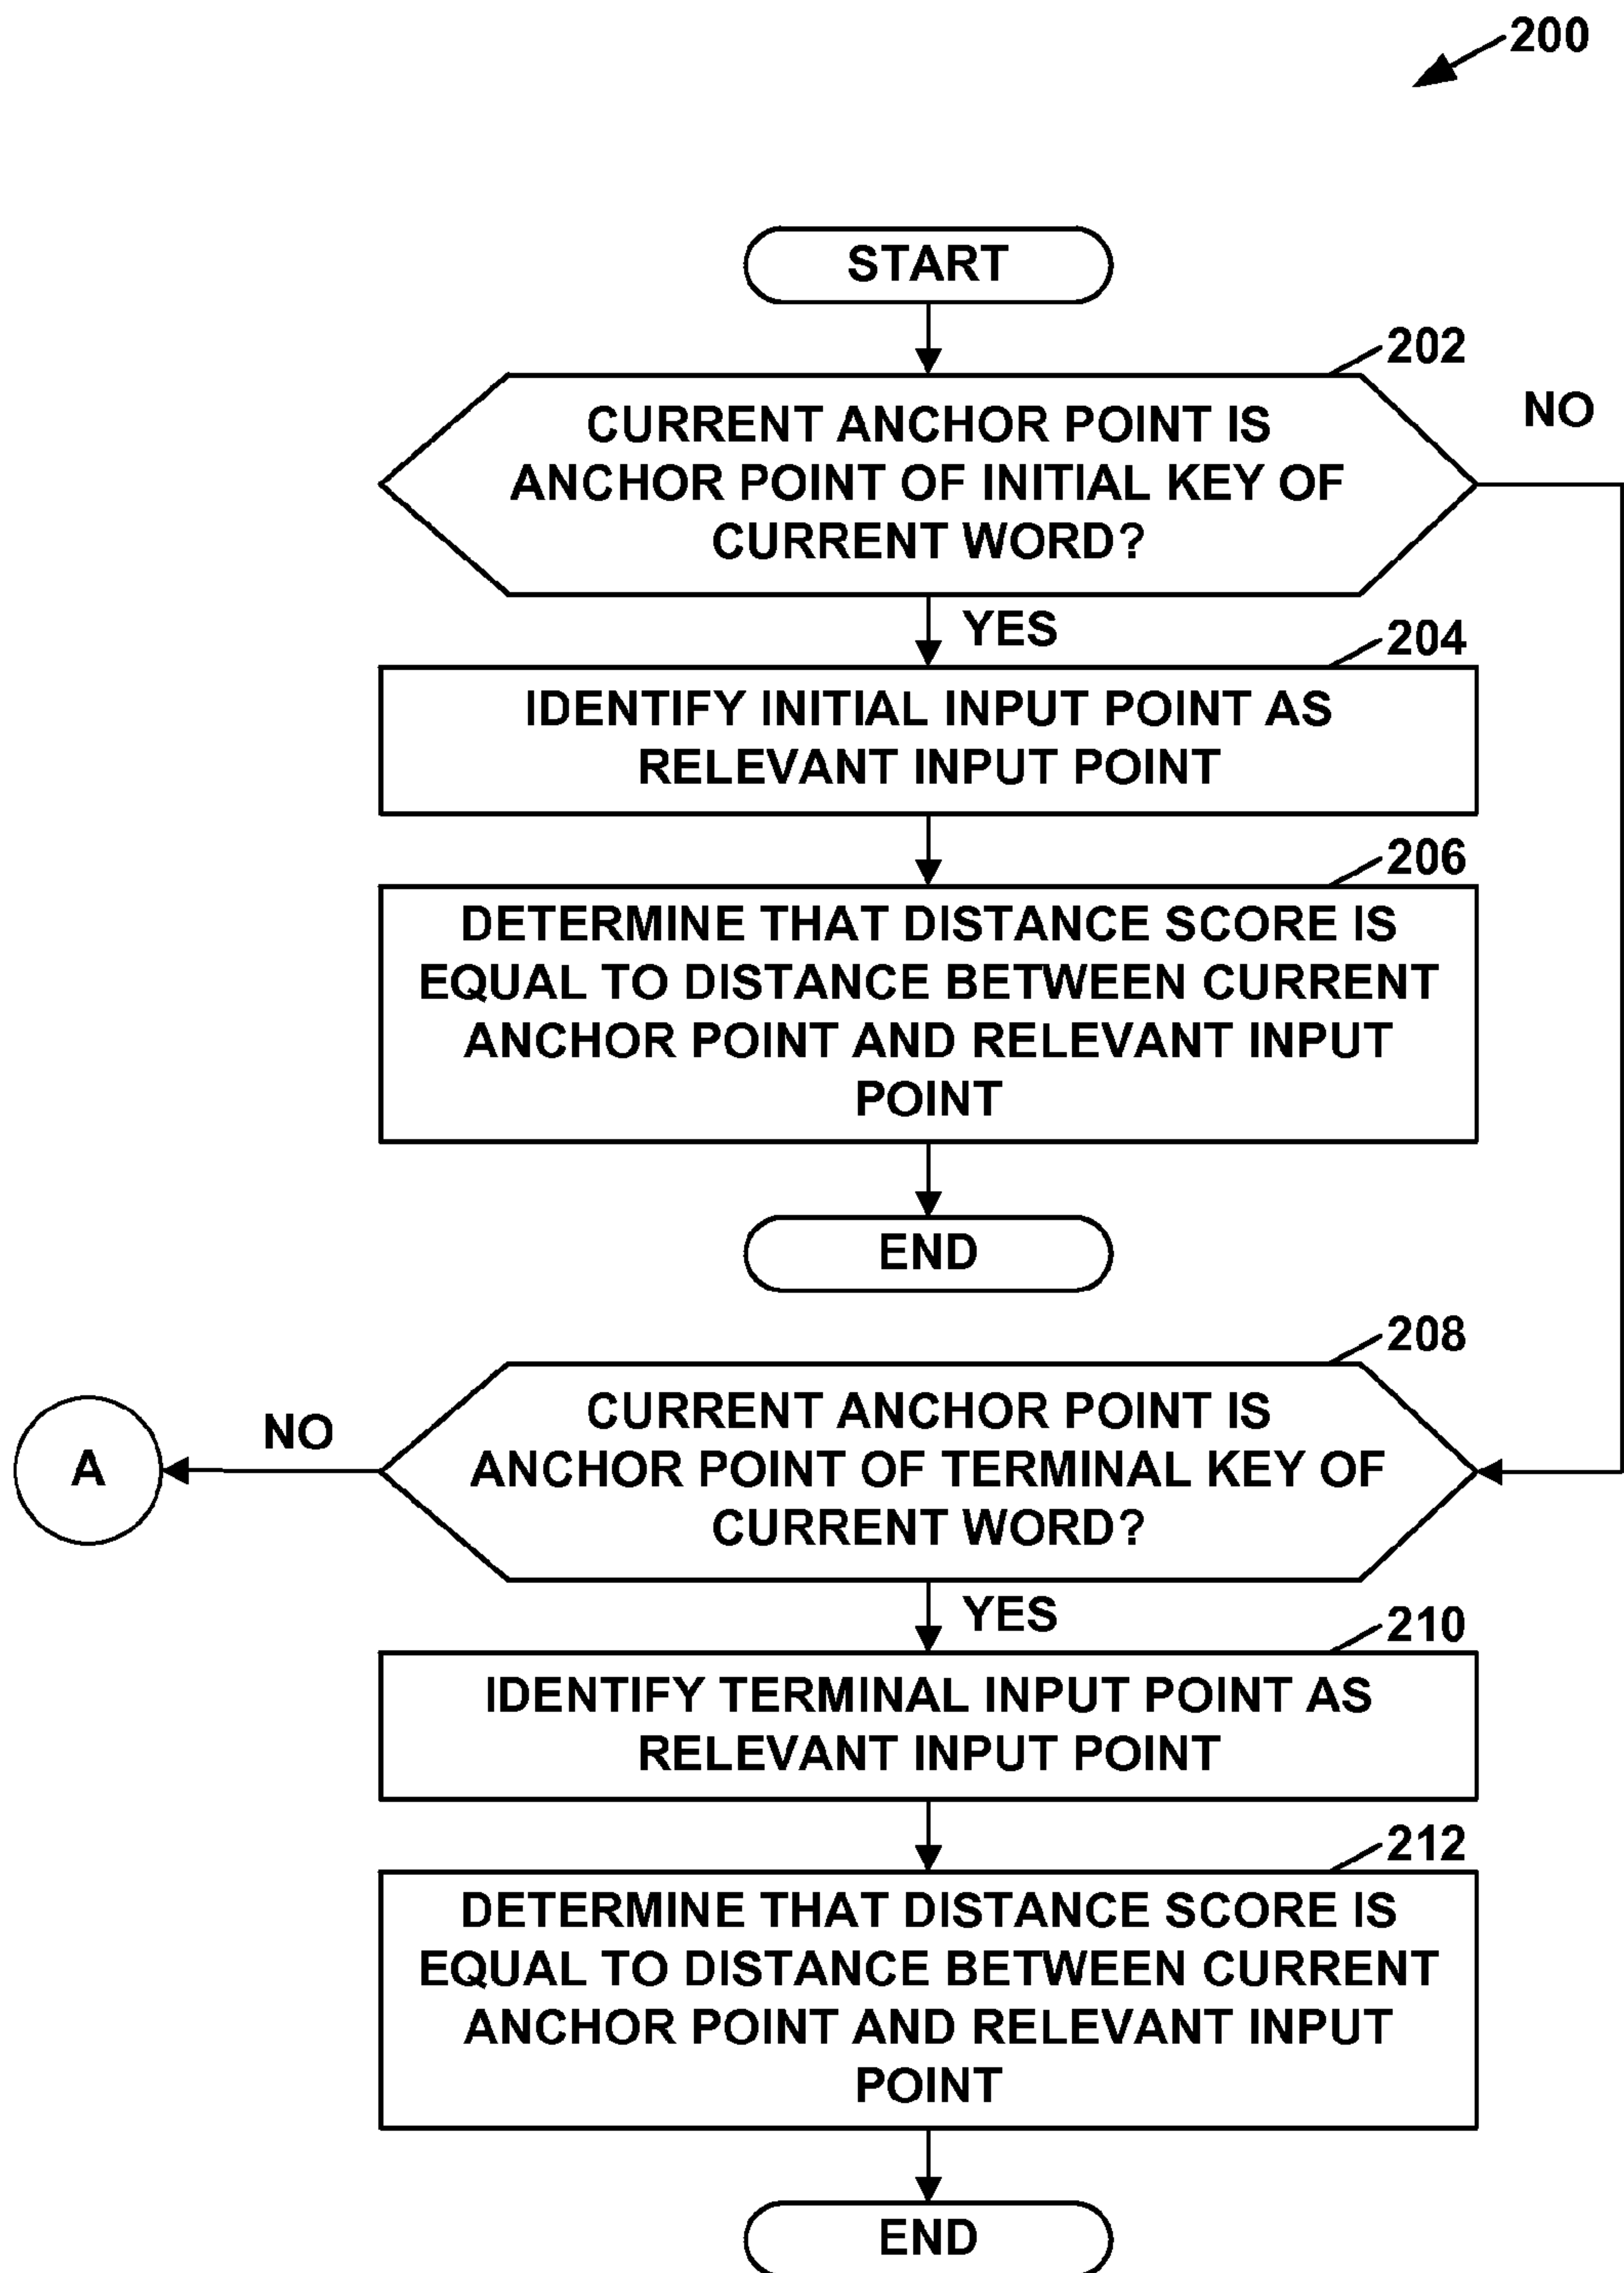 200
START
202
CURRENT ANCHOR POINT IS
ANCHOR POINT OF INITIAL KEY OF
CURRENT WORD?
NO
YES
204
IDENTIFY INITIAL INPUT POINT AS
RELEVANT INPUT POINT
206
DETERMINE THAT DISTANCE SCORE IS
EQUAL TO DISTANCE BETWEEN CURRENT
ANCHOR POINT AND RELEVANT INPUT
POINT
END
208
CURRENT ANCHOR POINT IS
ANCHOR POINT OF TERMINAL KEY OF
CURRENT WORD?
NO
A
YES
210
IDENTIFY TERMINAL INPUT POINT AS
RELEVANT INPUT POINT
212
DETERMINE THAT DISTANCE SCORE IS
EQUAL TO DISTANCE BETWEEN CURRENT
ANCHOR POINT AND RELEVANT INPUT
POINT
END